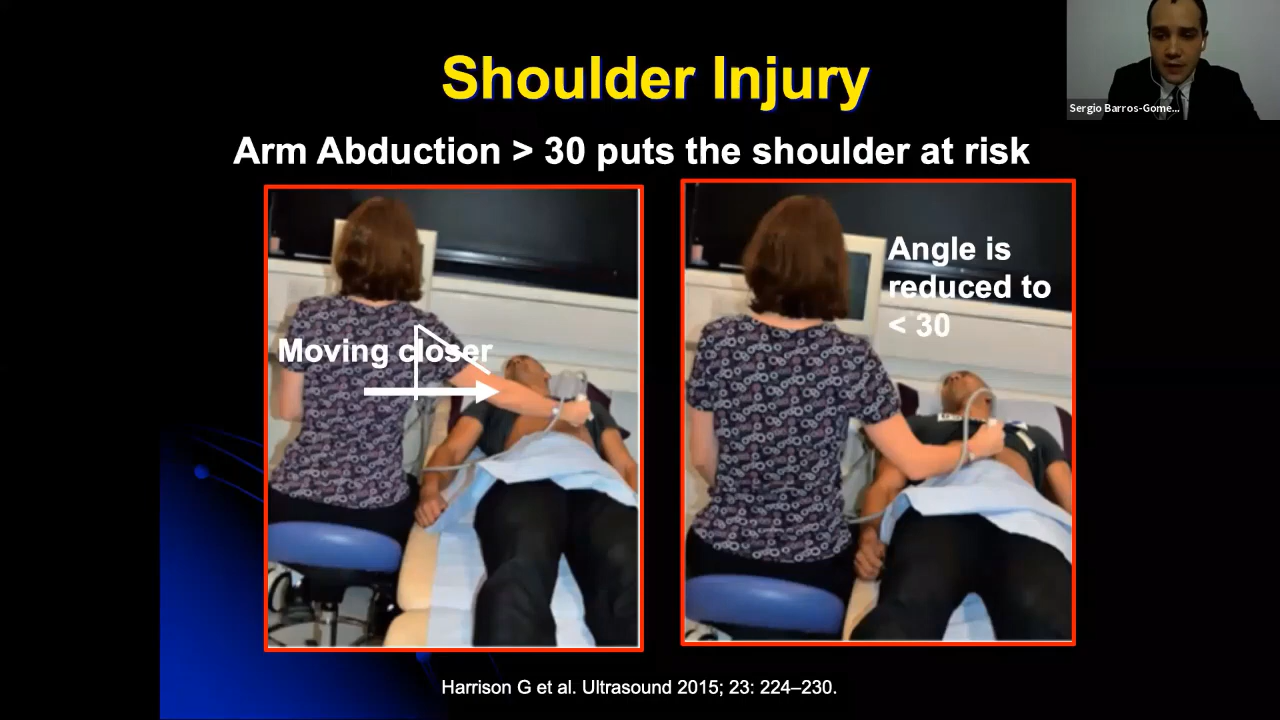 Shoulder Injury
Sergio Barros-Gome...
Arm Abduction > 30 puts the shoulder at risk
Moving closer
Angle is
reduced to
< 30
Harrison G et al. Ultrasound 2015; 23: 224–230.